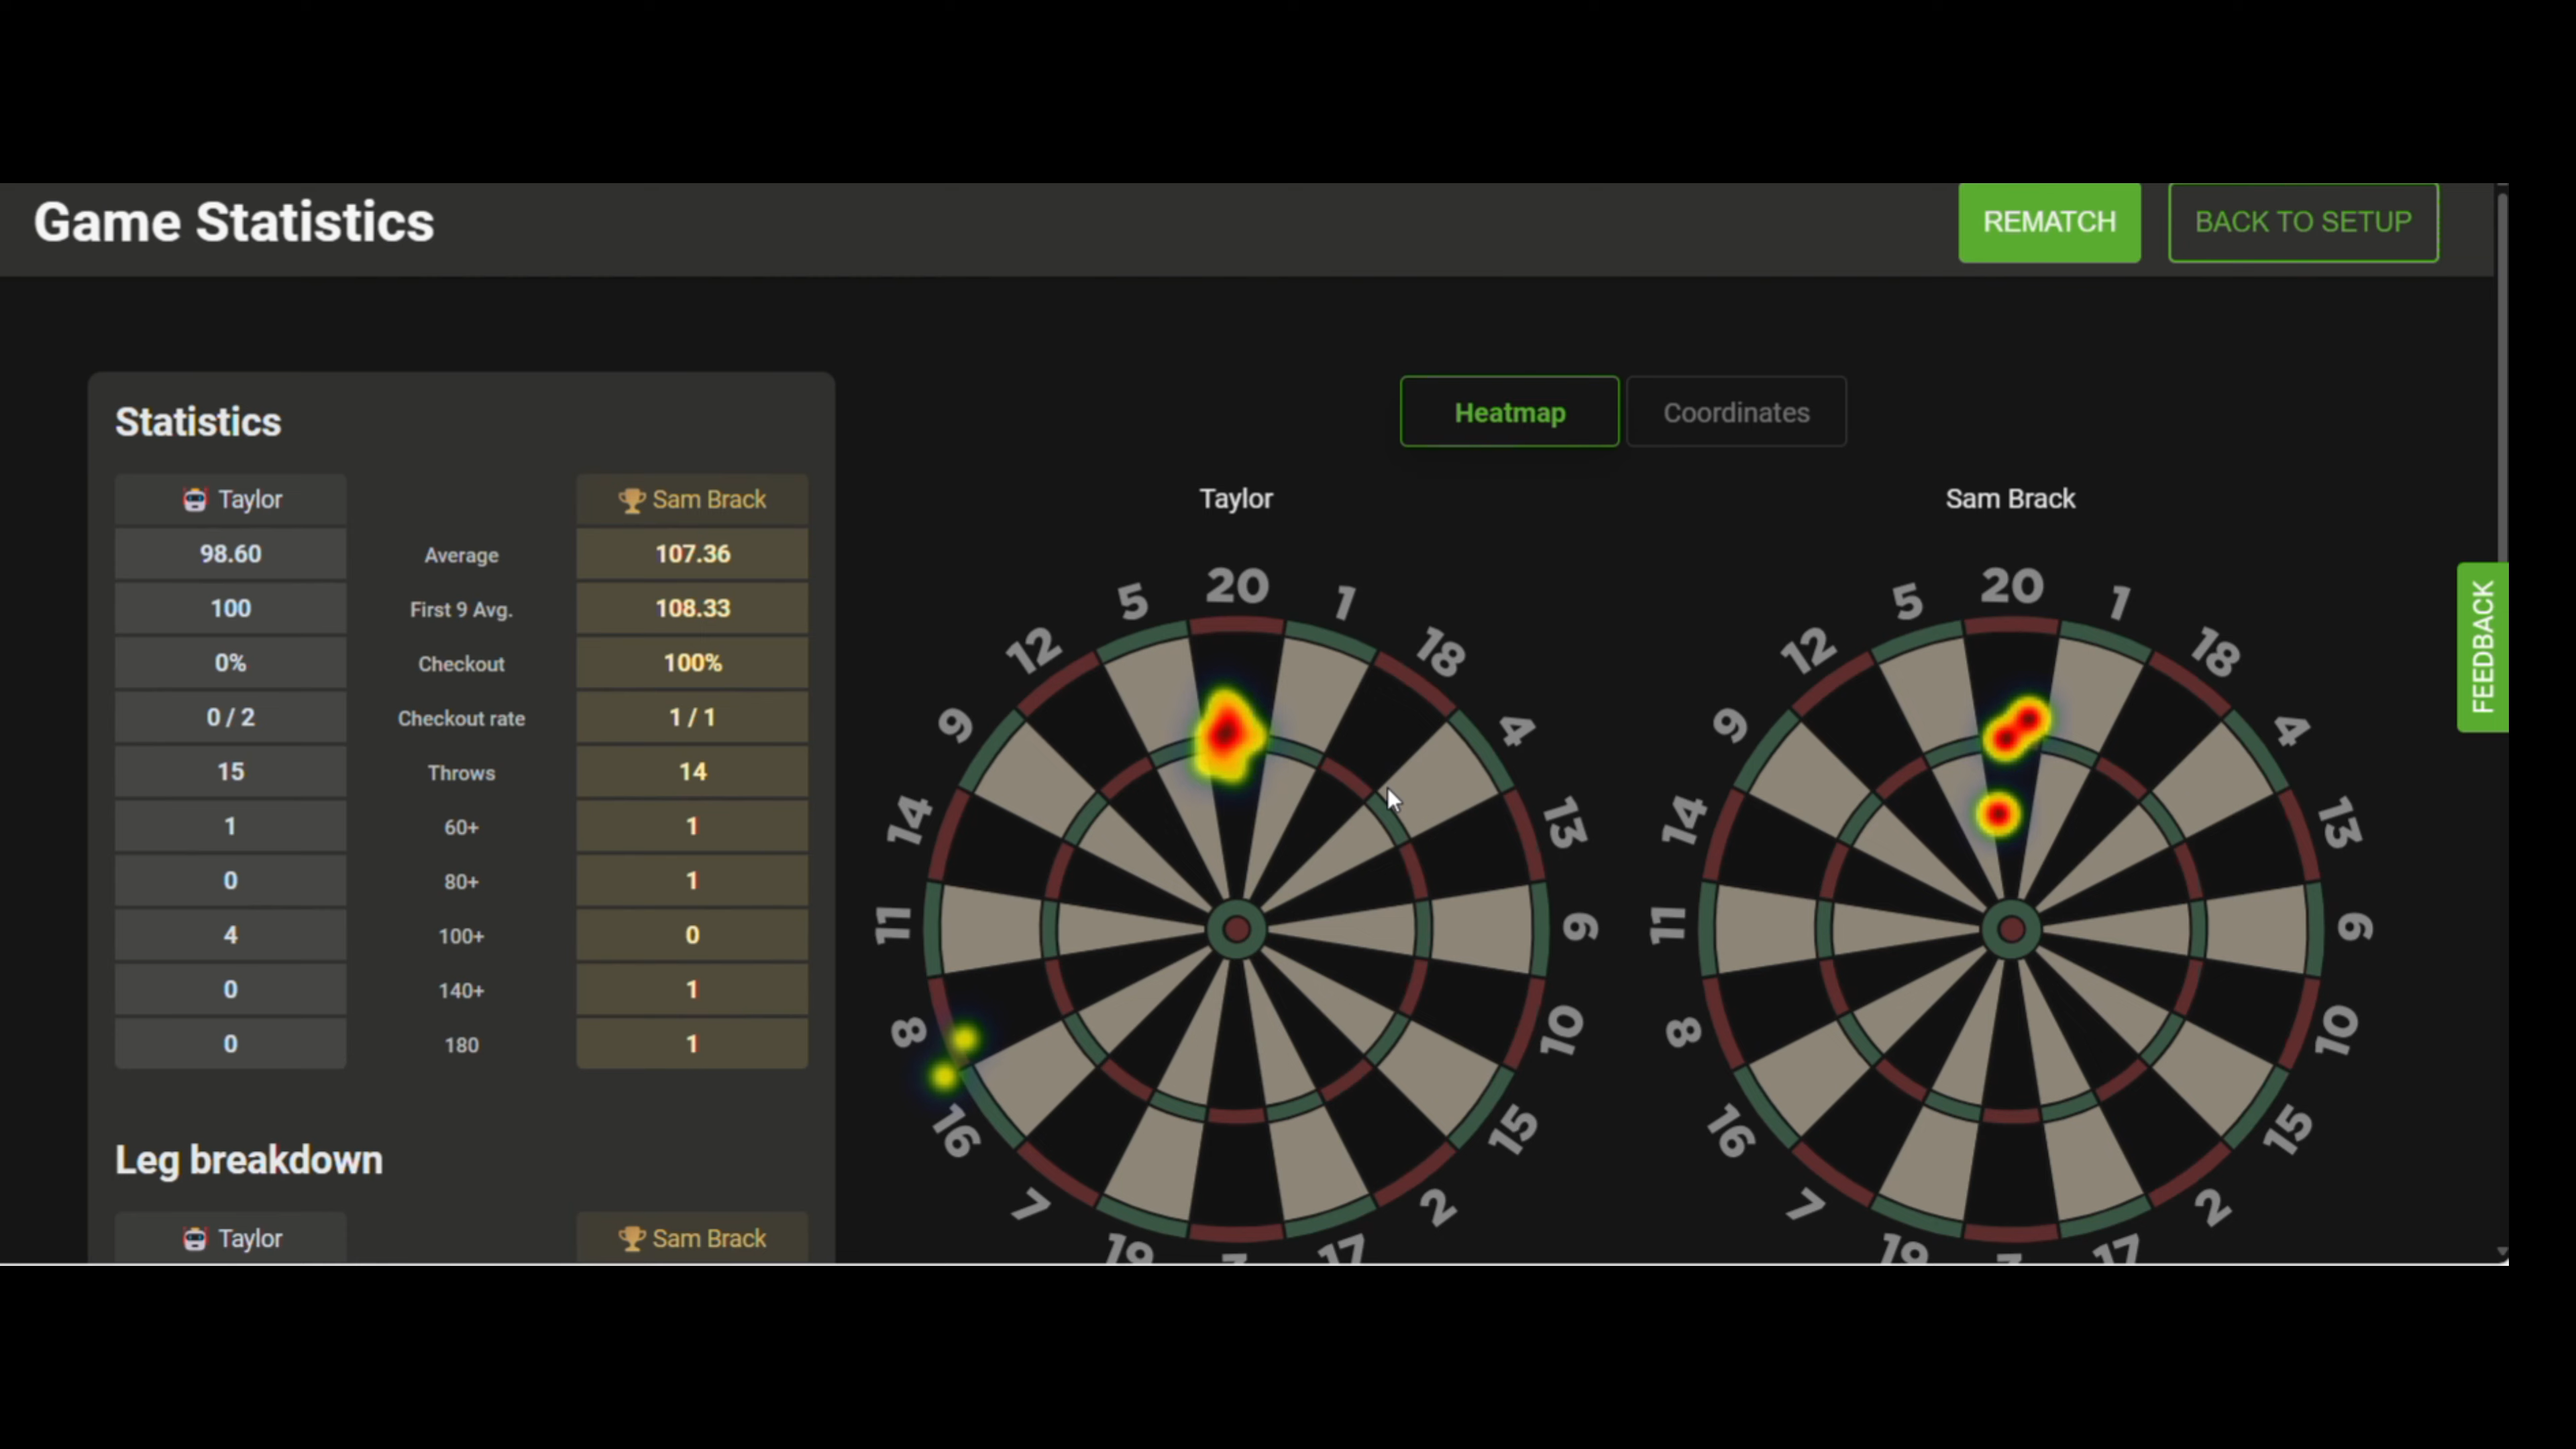 Game Statistics
REMATCH
BACK TO SETUP
Statistics
Taylor
Sam Brack
98.60 Average 107.36
100 First 9 Avg. 108.33
0% Checkout 100%
0 / 2 Checkout rate 1 / 1
15 Throws 14
1 60+ 1
0 80+ 1
4 100+ 0
0 140+ 1
0 180 1
Leg breakdown
Taylor
Sam Brack
Heatmap
Coordinates
Taylor
20
1
18
4
13
6
10
15
2
17
3
19
7
16
8
11
14
9
12
5
Sam Brack
20
1
18
4
13
6
10
15
2
17
3
19
7
16
8
11
14
9
12
5
FEEDBACK